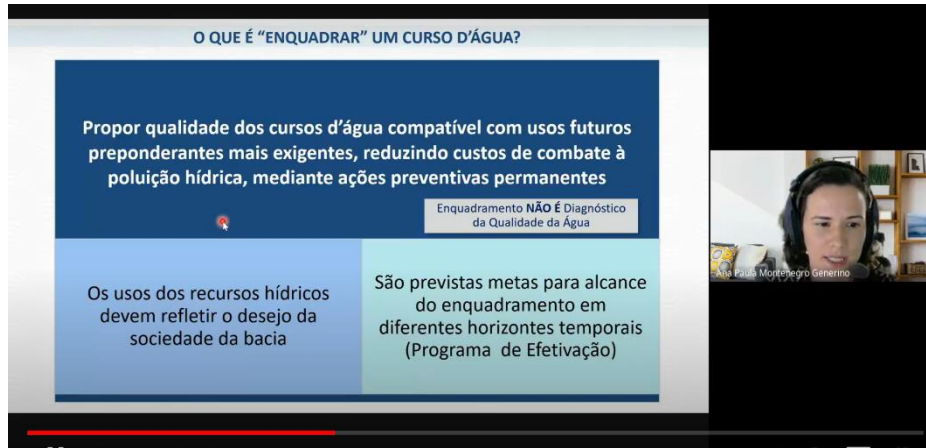 O QUE É “ENQUADRAR” UM CURSO D’ÁGUA?
Propor qualidade dos cursos d’água compatível com usos futuros
preponderantes mais exigentes, reduzindo custos de combate à
poluição hídrica, mediante ações preventivas permanentes
Enquadramento NÃO É Diagnóstico
da Qualidade da Água
Os usos dos recursos hídricos
devem refletir o desejo da
sociedade da bacia
São previstas metas para alcance
do enquadramento em
diferentes horizontes temporais
(Programa de Efetivação)
Ana Paula Montenegro Generino